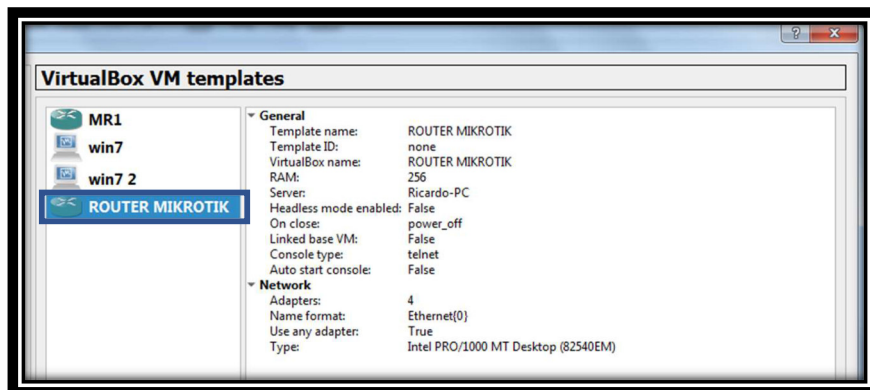 VirtualBox VM templates
MR1
win7
win7 2
ROUTER MIKROTIK
General
Template name: ROUTER MIKROTIK
Template ID: none
VirtualBox name: ROUTER MIKROTIK
RAM: 256
Server: Ricardo-PC
Headless mode enabled: False
On close: power_off
Linked base VM: False
Console type: telnet
Auto start console: False
Network
Adapters: 4
Name format: Ethernet{0}
Use any adapter: True
Type: Intel PRO/1000 MT Desktop (82540EM)